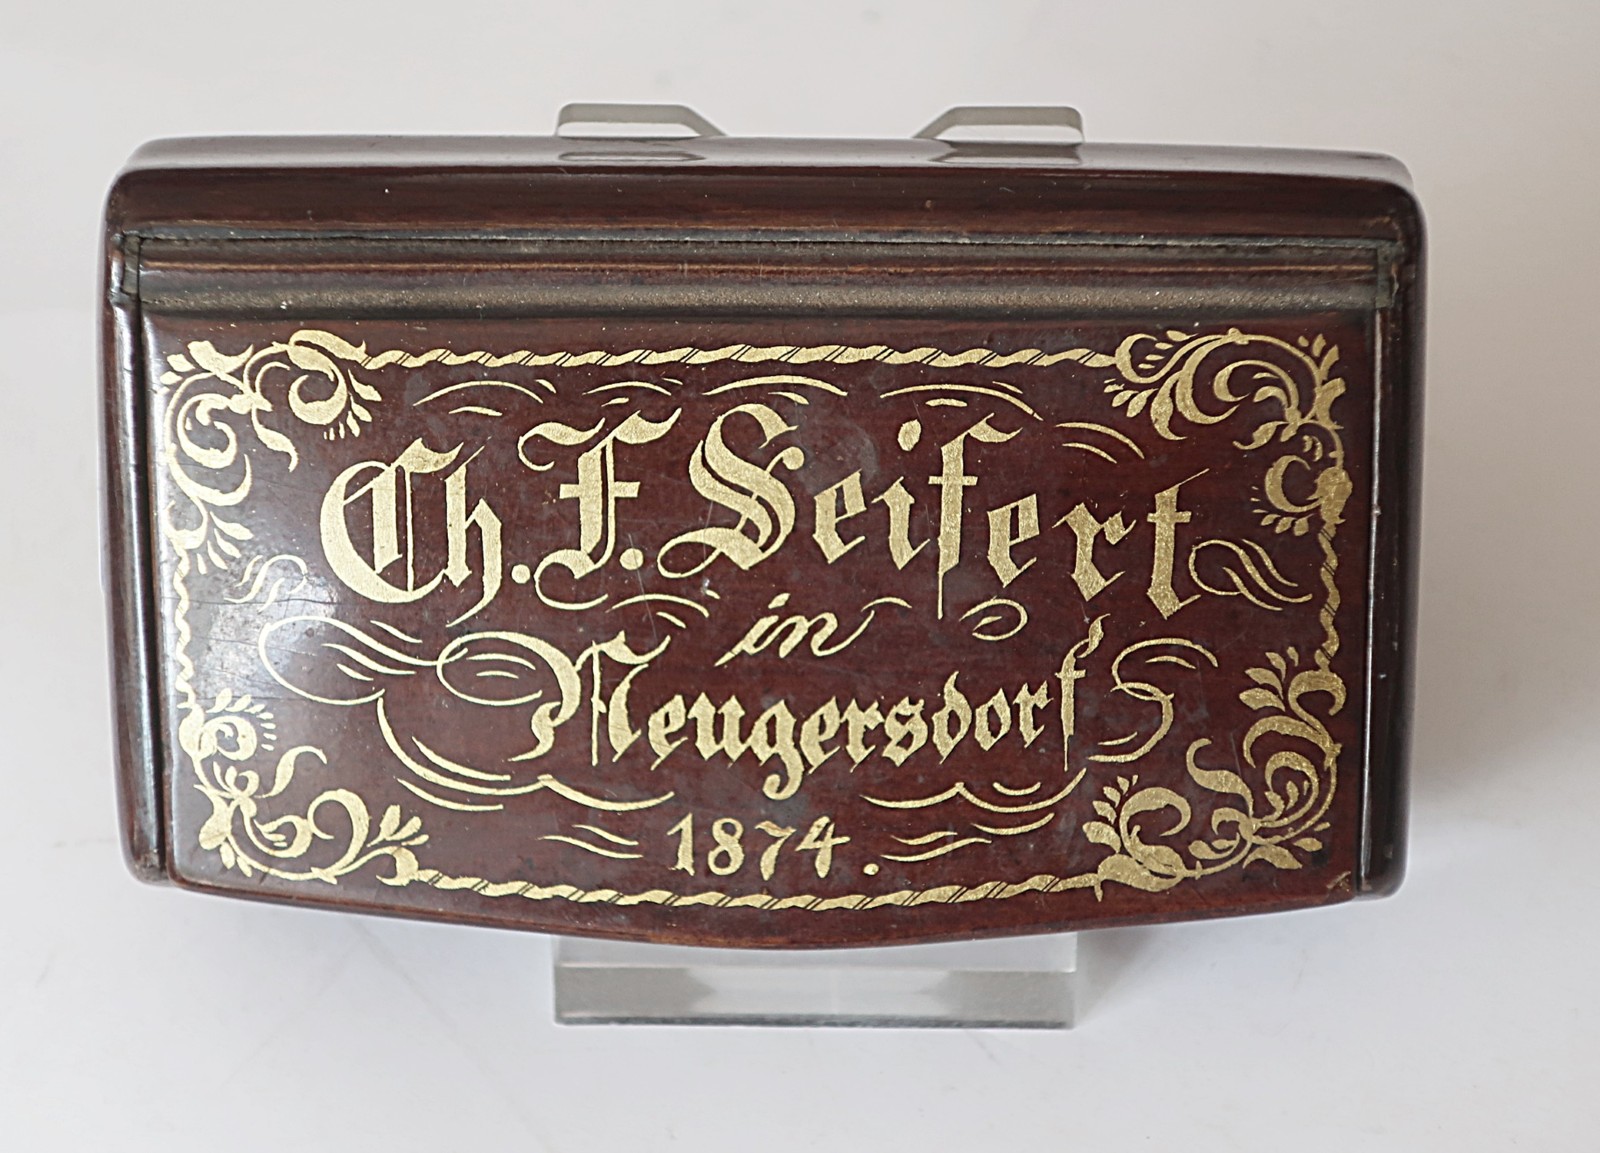 Ch. F. Seifert
in
Neugersdorf
1874.